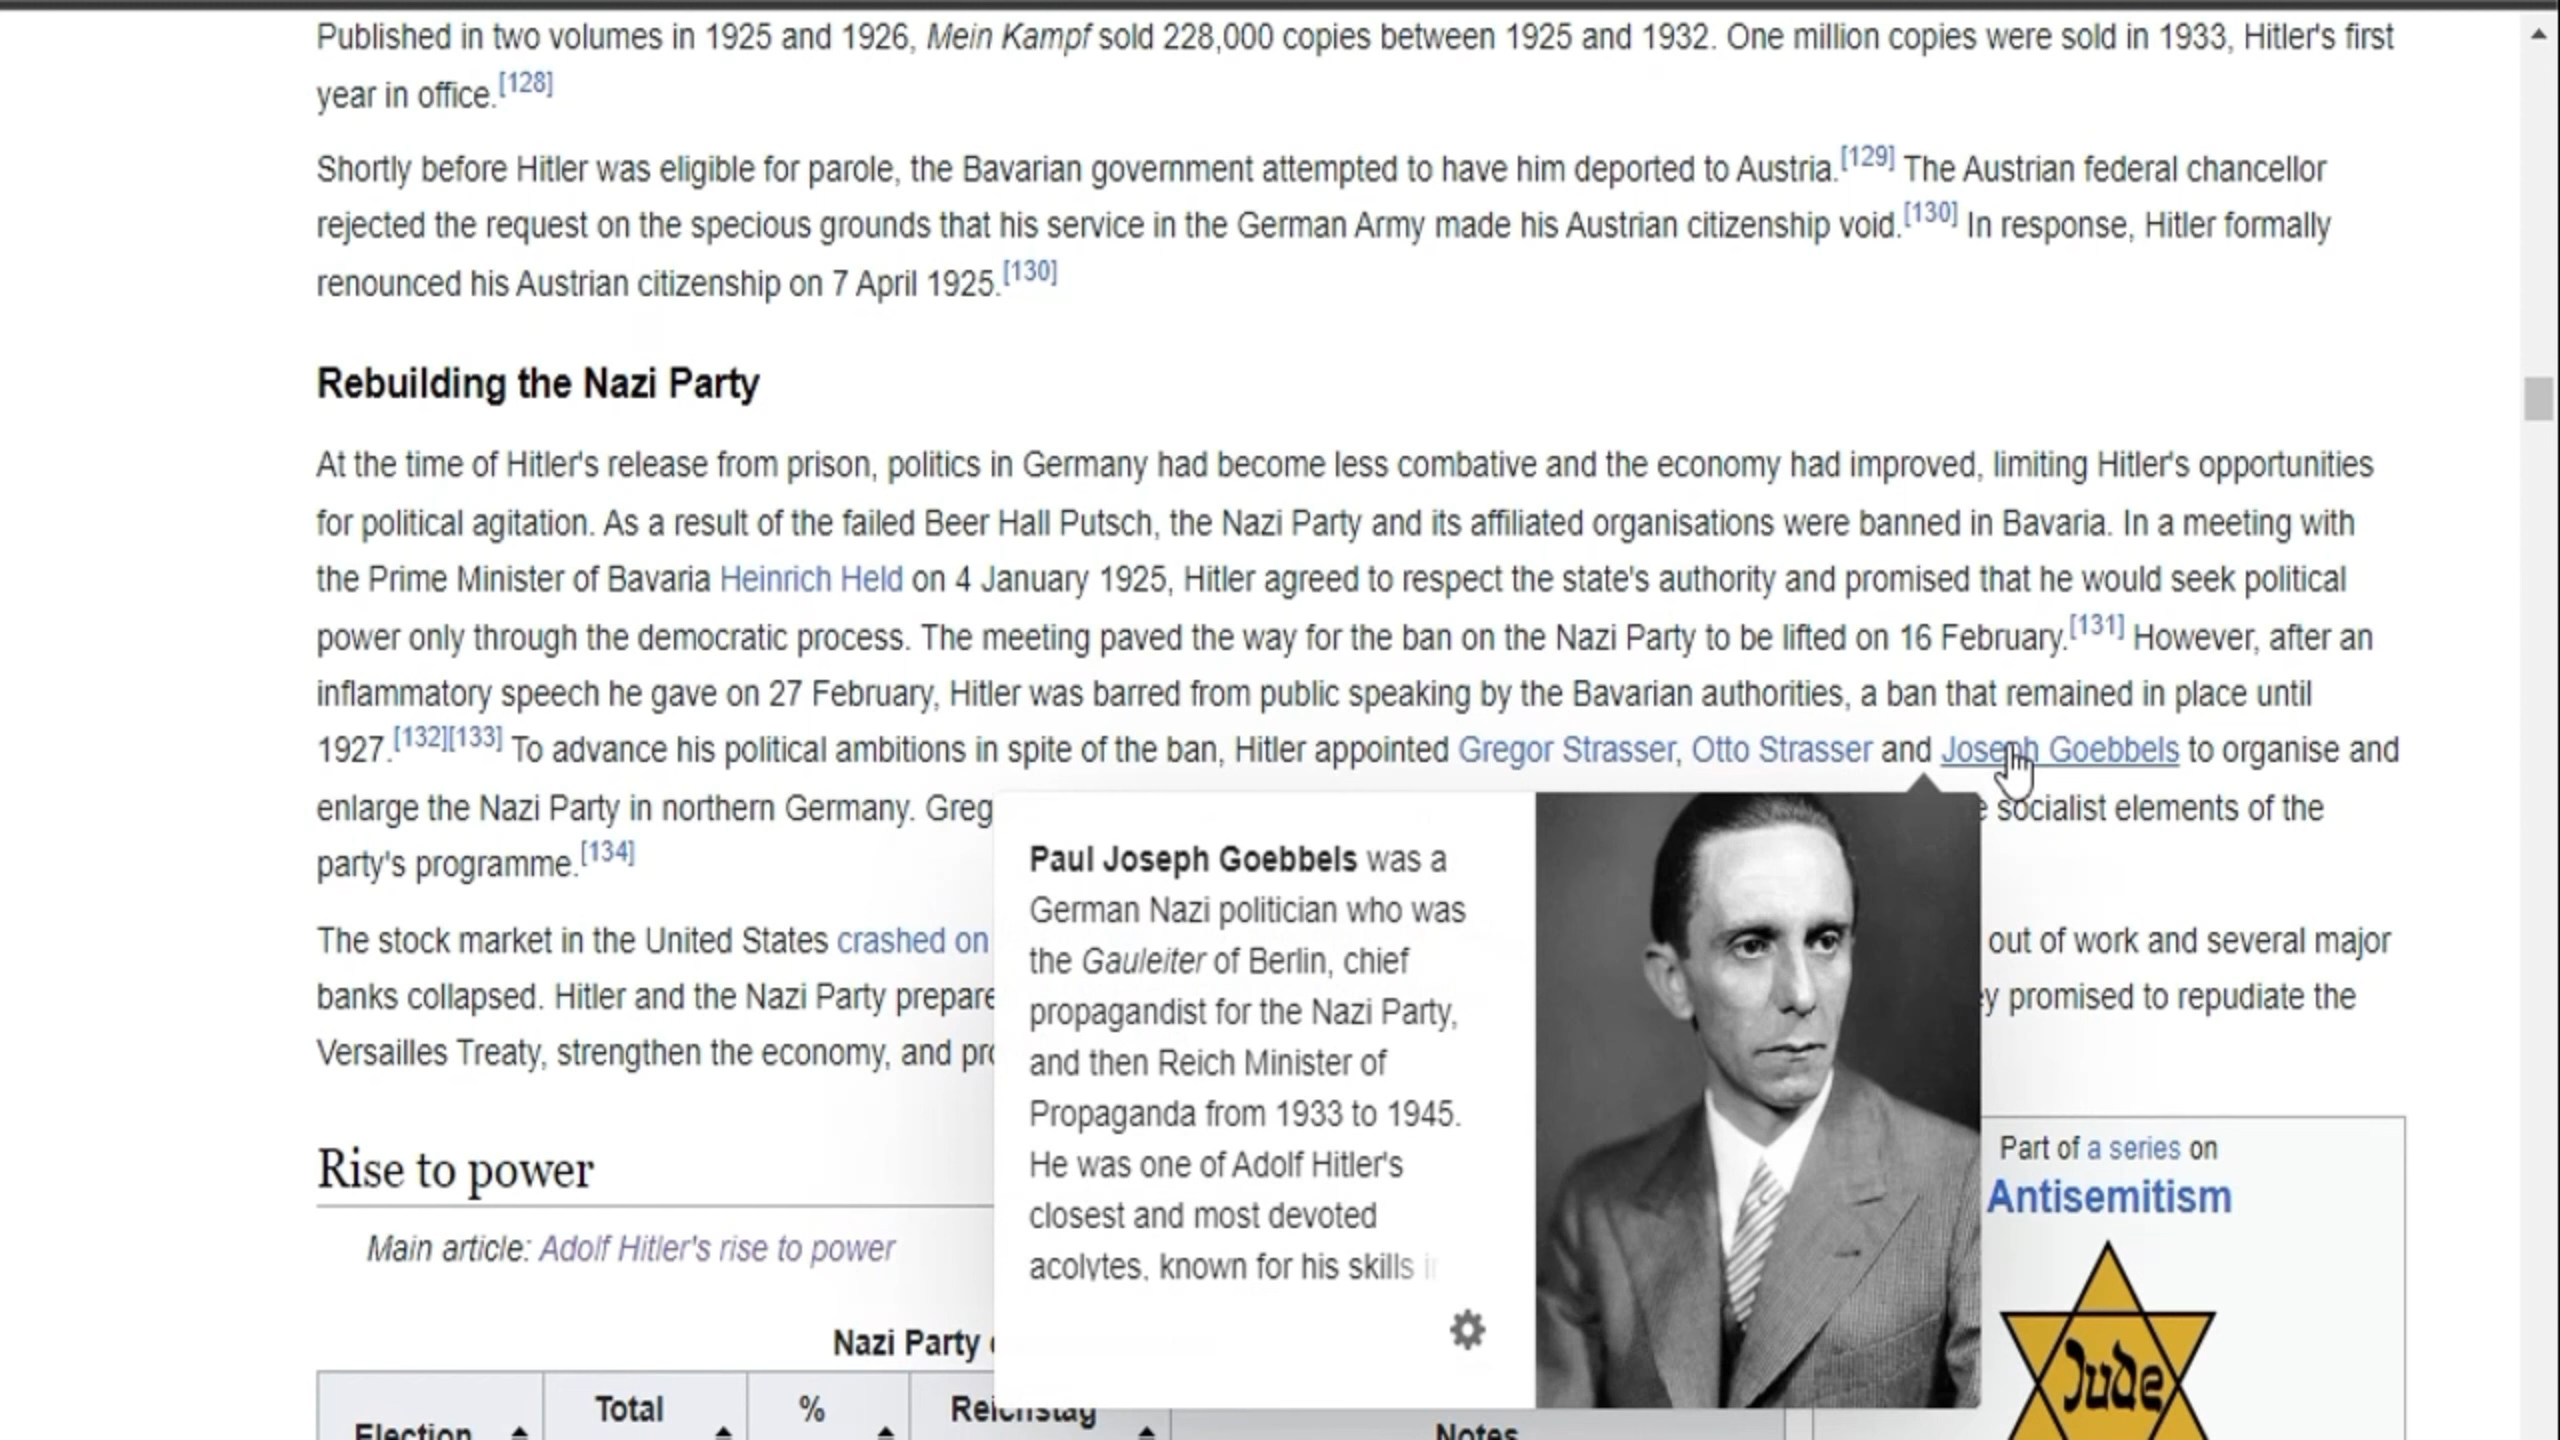 Published in two volumes in 1925 and 1926, Mein Kampf sold 228,000 copies between 1925 and 1932. One million copies were sold in 1933, Hitler's first
year in office.[128]
Shortly before Hitler was eligible for parole, the Bavarian government attempted to have him deported to Austria.[129] The Austrian federal chancellor
rejected the request on the specious grounds that his service in the German Army made his Austrian citizenship void.[130] In response, Hitler formally
renounced his Austrian citizenship on 7 April 1925.[130]
Rebuilding the Nazi Party
At the time of Hitler's release from prison, politics in Germany had become less combative and the economy had improved, limiting Hitler's opportunities
for political agitation. As a result of the failed Beer Hall Putsch, the Nazi Party and its affiliated organisations were banned in Bavaria. In a meeting with
the Prime Minister of Bavaria Heinrich Held on 4 January 1925, Hitler agreed to respect the state's authority and promised that he would seek political
power only through the democratic process. The meeting paved the way for the ban on the Nazi Party to be lifted on 16 February.[131] However, after an
inflammatory speech he gave on 27 February, Hitler was barred from public speaking by the Bavarian authorities, a ban that remained in place until
1927.[132][133] To advance his political ambitions in spite of the ban, Hitler appointed Gregor Strasser, Otto Strasser and Joseph Goebbels to organise and
enlarge the Nazi Party in northern Germany. Greg
socialist elements of the
party's programme.[134]
The stock market in the United States crashed on
out of work and several major
banks collapsed. Hitler and the Nazi Party prepare
promised to repudiate the
Versailles Treaty, strengthen the economy, and pro
Paul Joseph Goebbels was a
German Nazi politician who was
the Gauleiter of Berlin, chief
propagandist for the Nazi Party,
and then Reich Minister of
Propaganda from 1933 to 1945.
He was one of Adolf Hitler's
closest and most devoted
acolytes, known for his skills in
Rise to power
Main article: Adolf Hitler's rise to power
Part of a series on
Antisemitism
Jude
Nazi Party
Election
Total
%
Reichstag
Notes